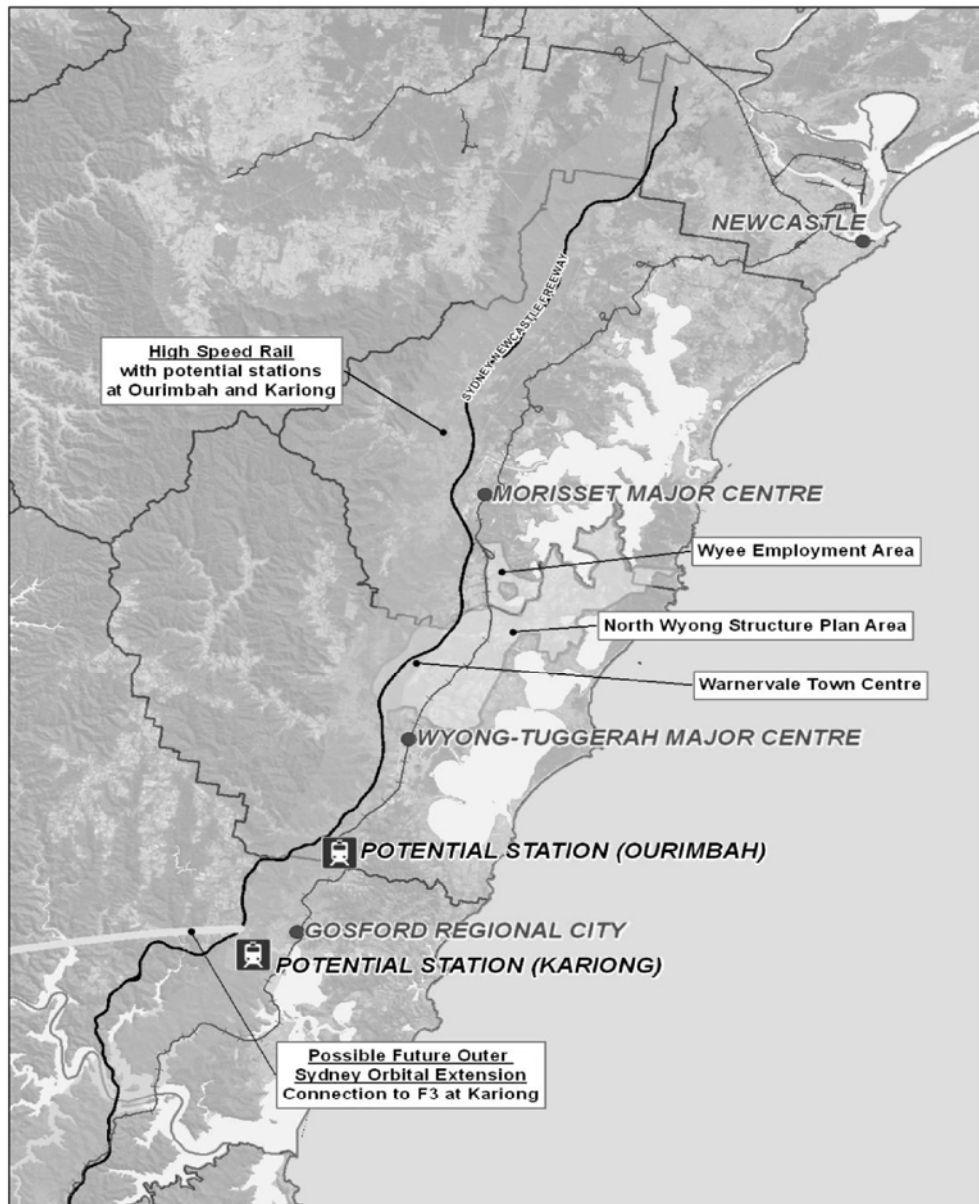 NEWCASTLE
SYDNEY NEWCASTLE FREEWAY
High Speed Rail
with potential stations
at Ourimbah and Kariong
MORISSET MAJOR CENTRE
Wyee Employment Area
North Wyong Structure Plan Area
Warnervale Town Centre
WYONG-TUGGERAH MAJOR CENTRE
POTENTIAL STATION (OURIMBAH)
GOSFORD REGIONAL CITY
POTENTIAL STATION (KARIONG)
Possible Future Outer
Sydney Orbital Extension
Connection to F3 at Kariong